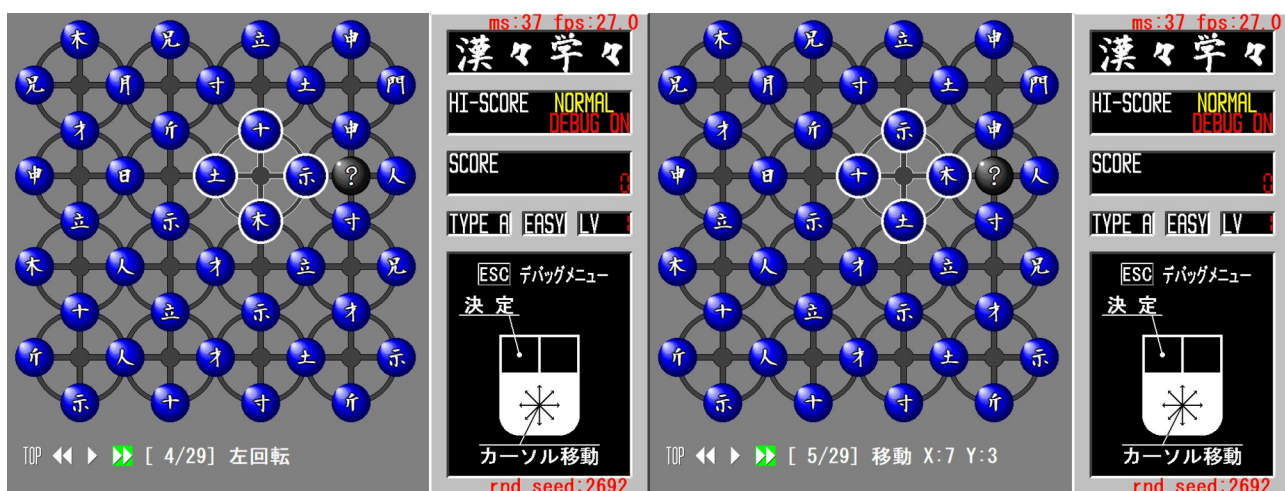 木 兄 立 申
兄 月 寸 土 門
才 斤 十 申
申 日 土 示 ? 人
立 示 木 寸
木 人 才 立 兄
十 立 示 才
斤 人 才 土 示
示 十 寸 斤
TOP [ 4/29] 左回転
ms:37 fps:27.0
漢々学々
HI-SCORE NORMAL
DEBUG ON
SCORE
0
TYPE A EASY LV 1
ESC デバッグメニュー
決定
カーソル移動
rnd seed:2692
木 兄 立 申
兄 月 寸 土 門
才 斤 示 申
申 日 十 木 ? 人
立 示 土 寸
木 人 才 立 兄
十 立 示 才
斤 人 才 土 示
示 十 寸 斤
TOP [ 5/29] 移動 X:7 Y:3
ms:37 fps:27.0
漢々学々
HI-SCORE NORMAL
DEBUG ON
SCORE
0
TYPE A EASY LV 1
ESC デバッグメニュー
決定
カーソル移動
rnd seed:2692